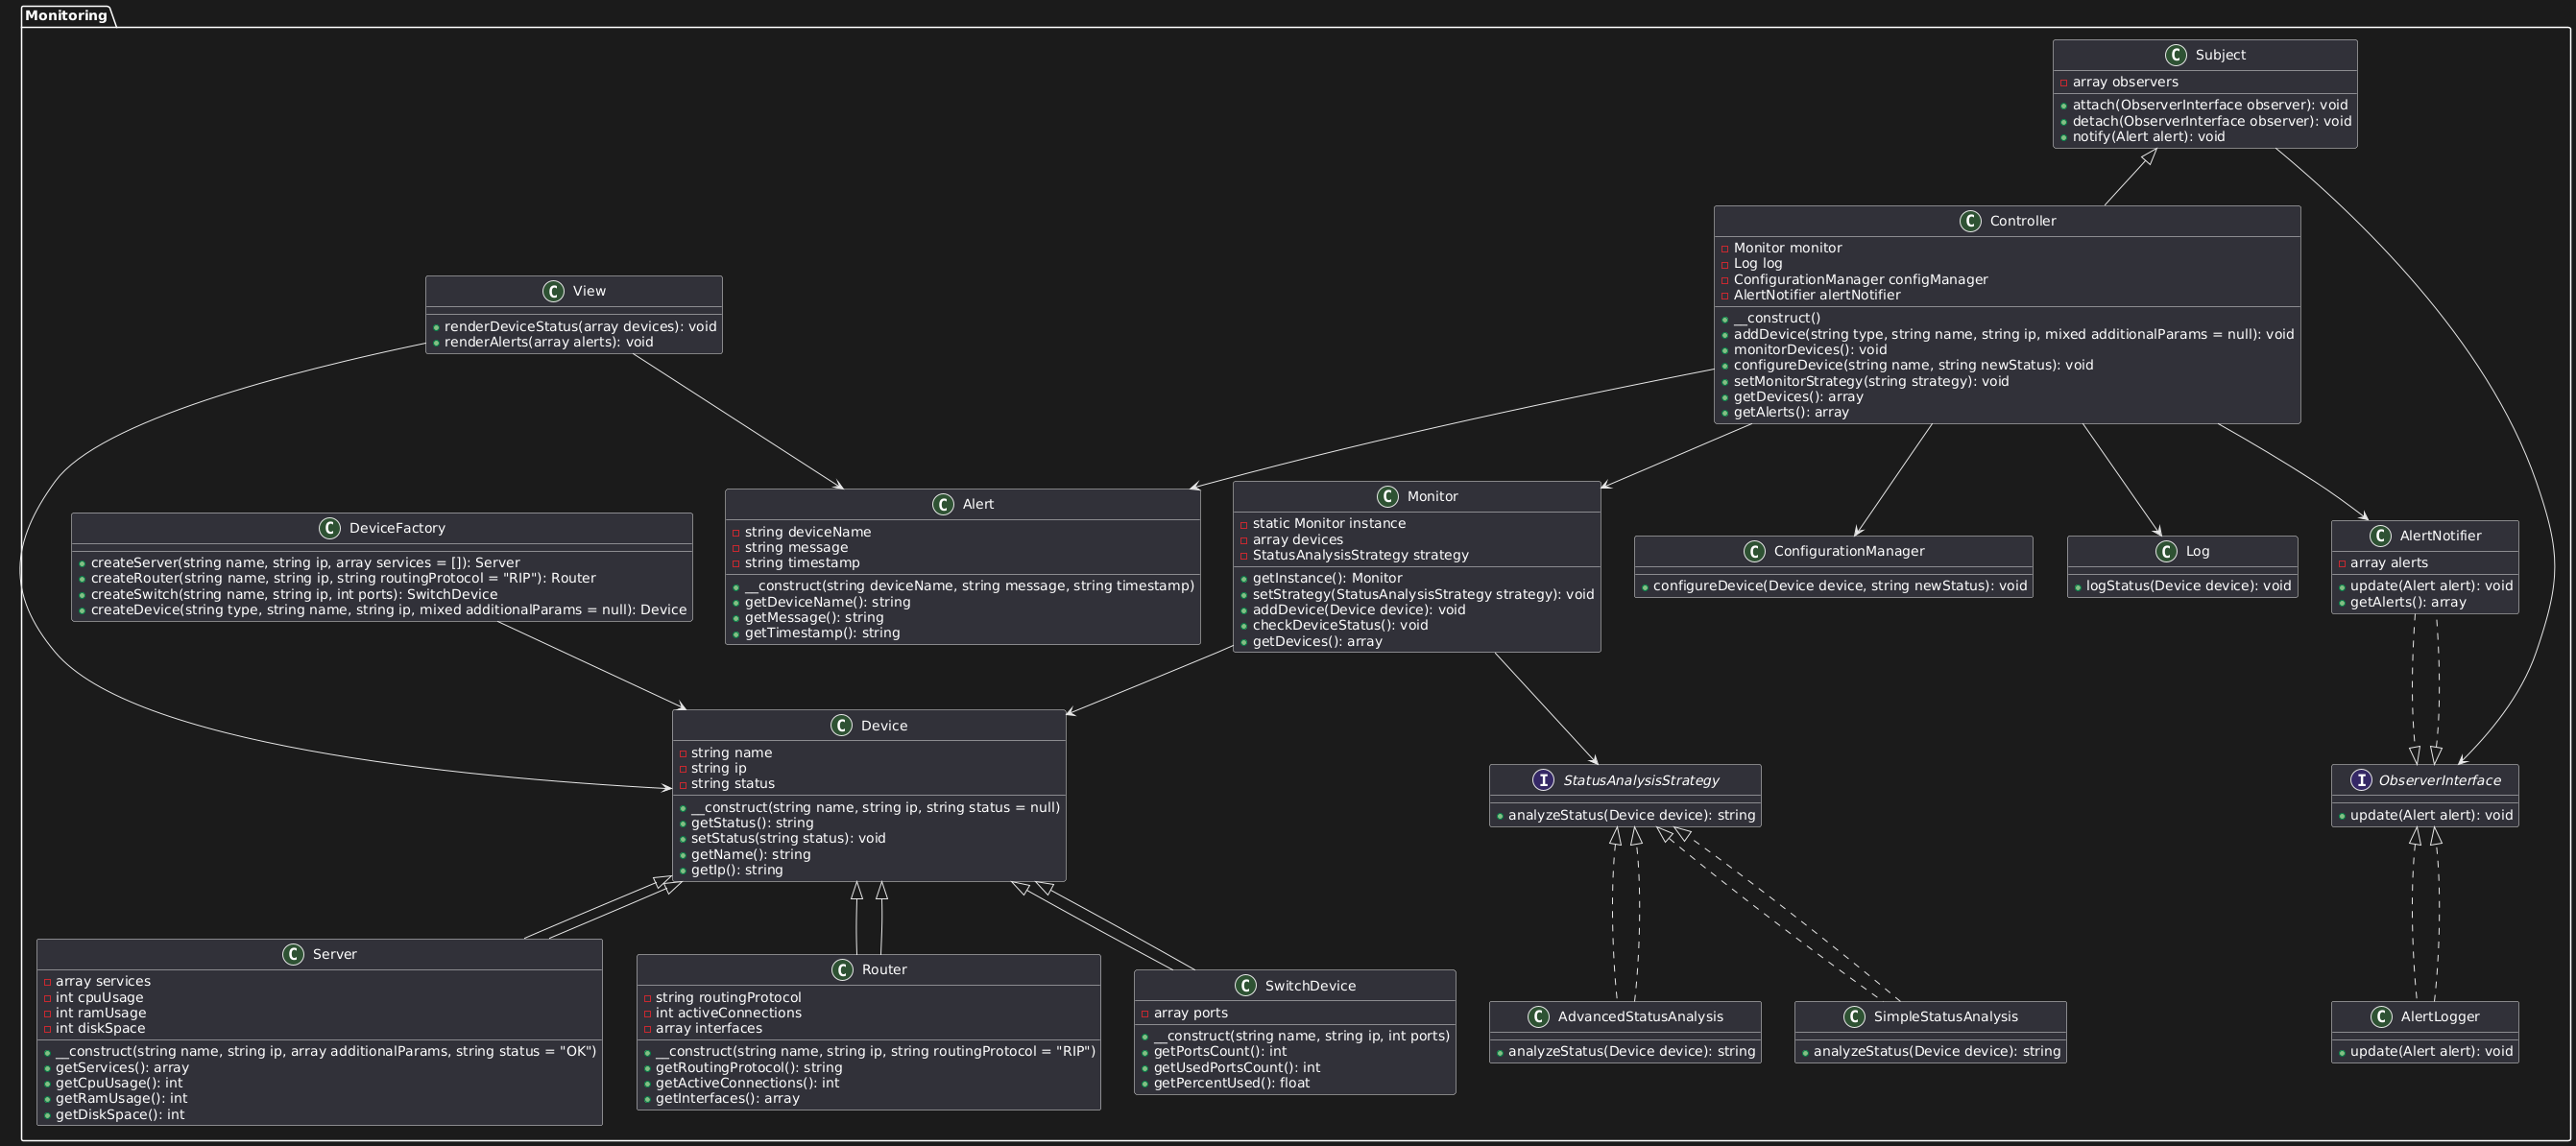 Monitoring
Subject
array observers
attach(ObserverInterface observer): void
detach(ObserverInterface observer): void
notify(Alert alert): void
Controller
Monitor monitor
Log log
ConfigurationManager configManager
AlertNotifier alertNotifier
__construct()
addDevice(string type, string name, string ip, mixed additionalParams = null): void
monitorDevices(): void
configureDevice(string name, string newStatus): void
setMonitorStrategy(string strategy): void
getDevices(): array
getAlerts(): array
View
renderDeviceStatus(array devices): void
renderAlerts(array alerts): void
DeviceFactory
createServer(string name, string ip, array services = []): Server
createRouter(string name, string ip, string routingProtocol = "RIP"): Router
createSwitch(string name, string ip, int ports): SwitchDevice
createDevice(string type, string name, string ip, mixed additionalParams = null): Device
Alert
string deviceName
string message
string timestamp
__construct(string deviceName, string message, string timestamp)
getDeviceName(): string
getMessage(): string
getTimestamp(): string
Monitor
static Monitor instance
array devices
StatusAnalysisStrategy strategy
getInstance(): Monitor
setStrategy(StatusAnalysisStrategy strategy): void
addDevice(Device device): void
checkDeviceStatus(): void
getDevices(): array
ConfigurationManager
configureDevice(Device device, string newStatus): void
Log
logStatus(Device device): void
AlertNotifier
array alerts
update(Alert alert): void
getAlerts(): array
Device
string name
string ip
string status
__construct(string name, string ip, string status = null)
getStatus(): string
setStatus(string status): void
getName(): string
getIp(): string
StatusAnalysisStrategy
analyzeStatus(Device device): string
ObserverInterface
update(Alert alert): void
Server
array services
int cpuUsage
int ramUsage
int diskSpace
__construct(string name, string ip, array additionalParams, string status = "OK")
getServices(): array
getCpuUsage(): int
getRamUsage(): int
getDiskSpace(): int
Router
string routingProtocol
int activeConnections
array interfaces
__construct(string name, string ip, string routingProtocol = "RIP")
getRoutingProtocol(): string
getActiveConnections(): int
getInterfaces(): array
SwitchDevice
array ports
__construct(string name, string ip, int ports)
getPortsCount(): int
getUsedPortsCount(): int
getPercentUsed(): float
AdvancedStatusAnalysis
analyzeStatus(Device device): string
SimpleStatusAnalysis
analyzeStatus(Device device): string
AlertLogger
update(Alert alert): void